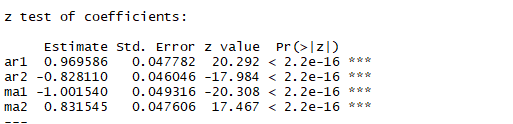 z test of coefficients:
Estimate Std. Error z value Pr(>|z|)
ar1 0.969586 0.047782 20.292 < 2.2e-16 ***
ar2 -0.828110 0.046046 -17.984 < 2.2e-16 ***
ma1 -1.001540 0.049316 -20.308 < 2.2e-16 ***
ma2 0.831545 0.047606 17.467 < 2.2e-16 ***
---